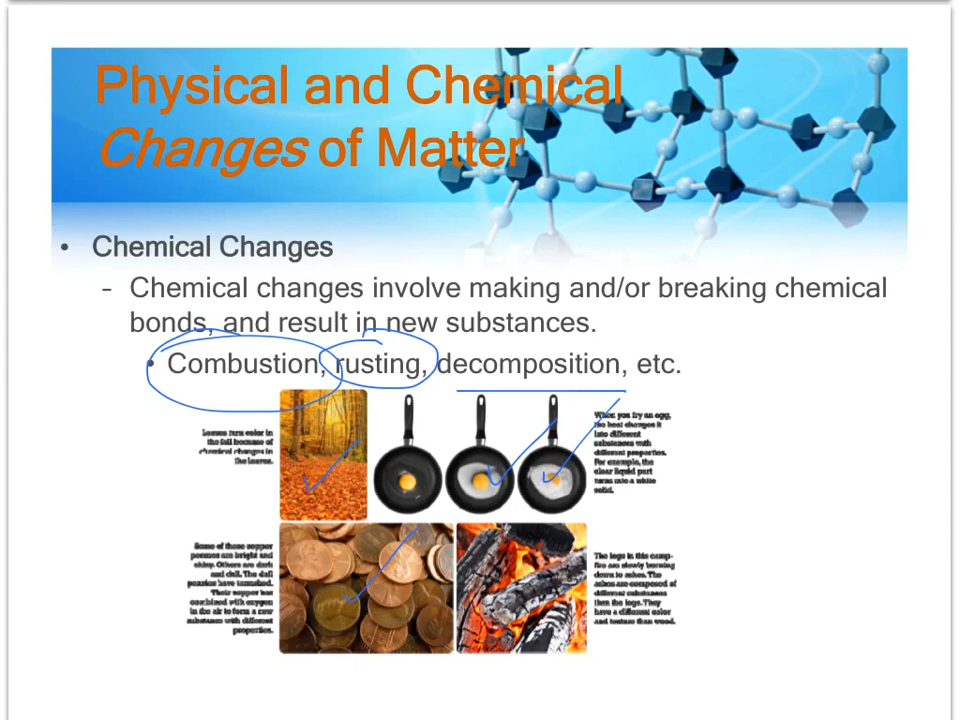 Physical and Chemical
Changes of Matter
• Chemical Changes
– Chemical changes involve making and/or breaking chemical
bonds, and result in new substances.
• Combustion, rusting, decomposition, etc.
Leaves turn color in
the fall because of
chemical changes in
the leaves.
When you fry an egg,
the heat changes it
into different
substances with
different properties.
For example, the
clear liquid part
turns into a white
solid.
Some of these copper
pennies are bright and
shiny. Others are dark
and dull. The dull
pennies have tarnished.
Their copper has
combined with oxygen
in the air to form a new
substance with different
properties.
The logs in this camp-
fire are slowly burning
down to ashes. The
ashes are composed of
different substances
than the logs. They
have a different color
and texture than wood.